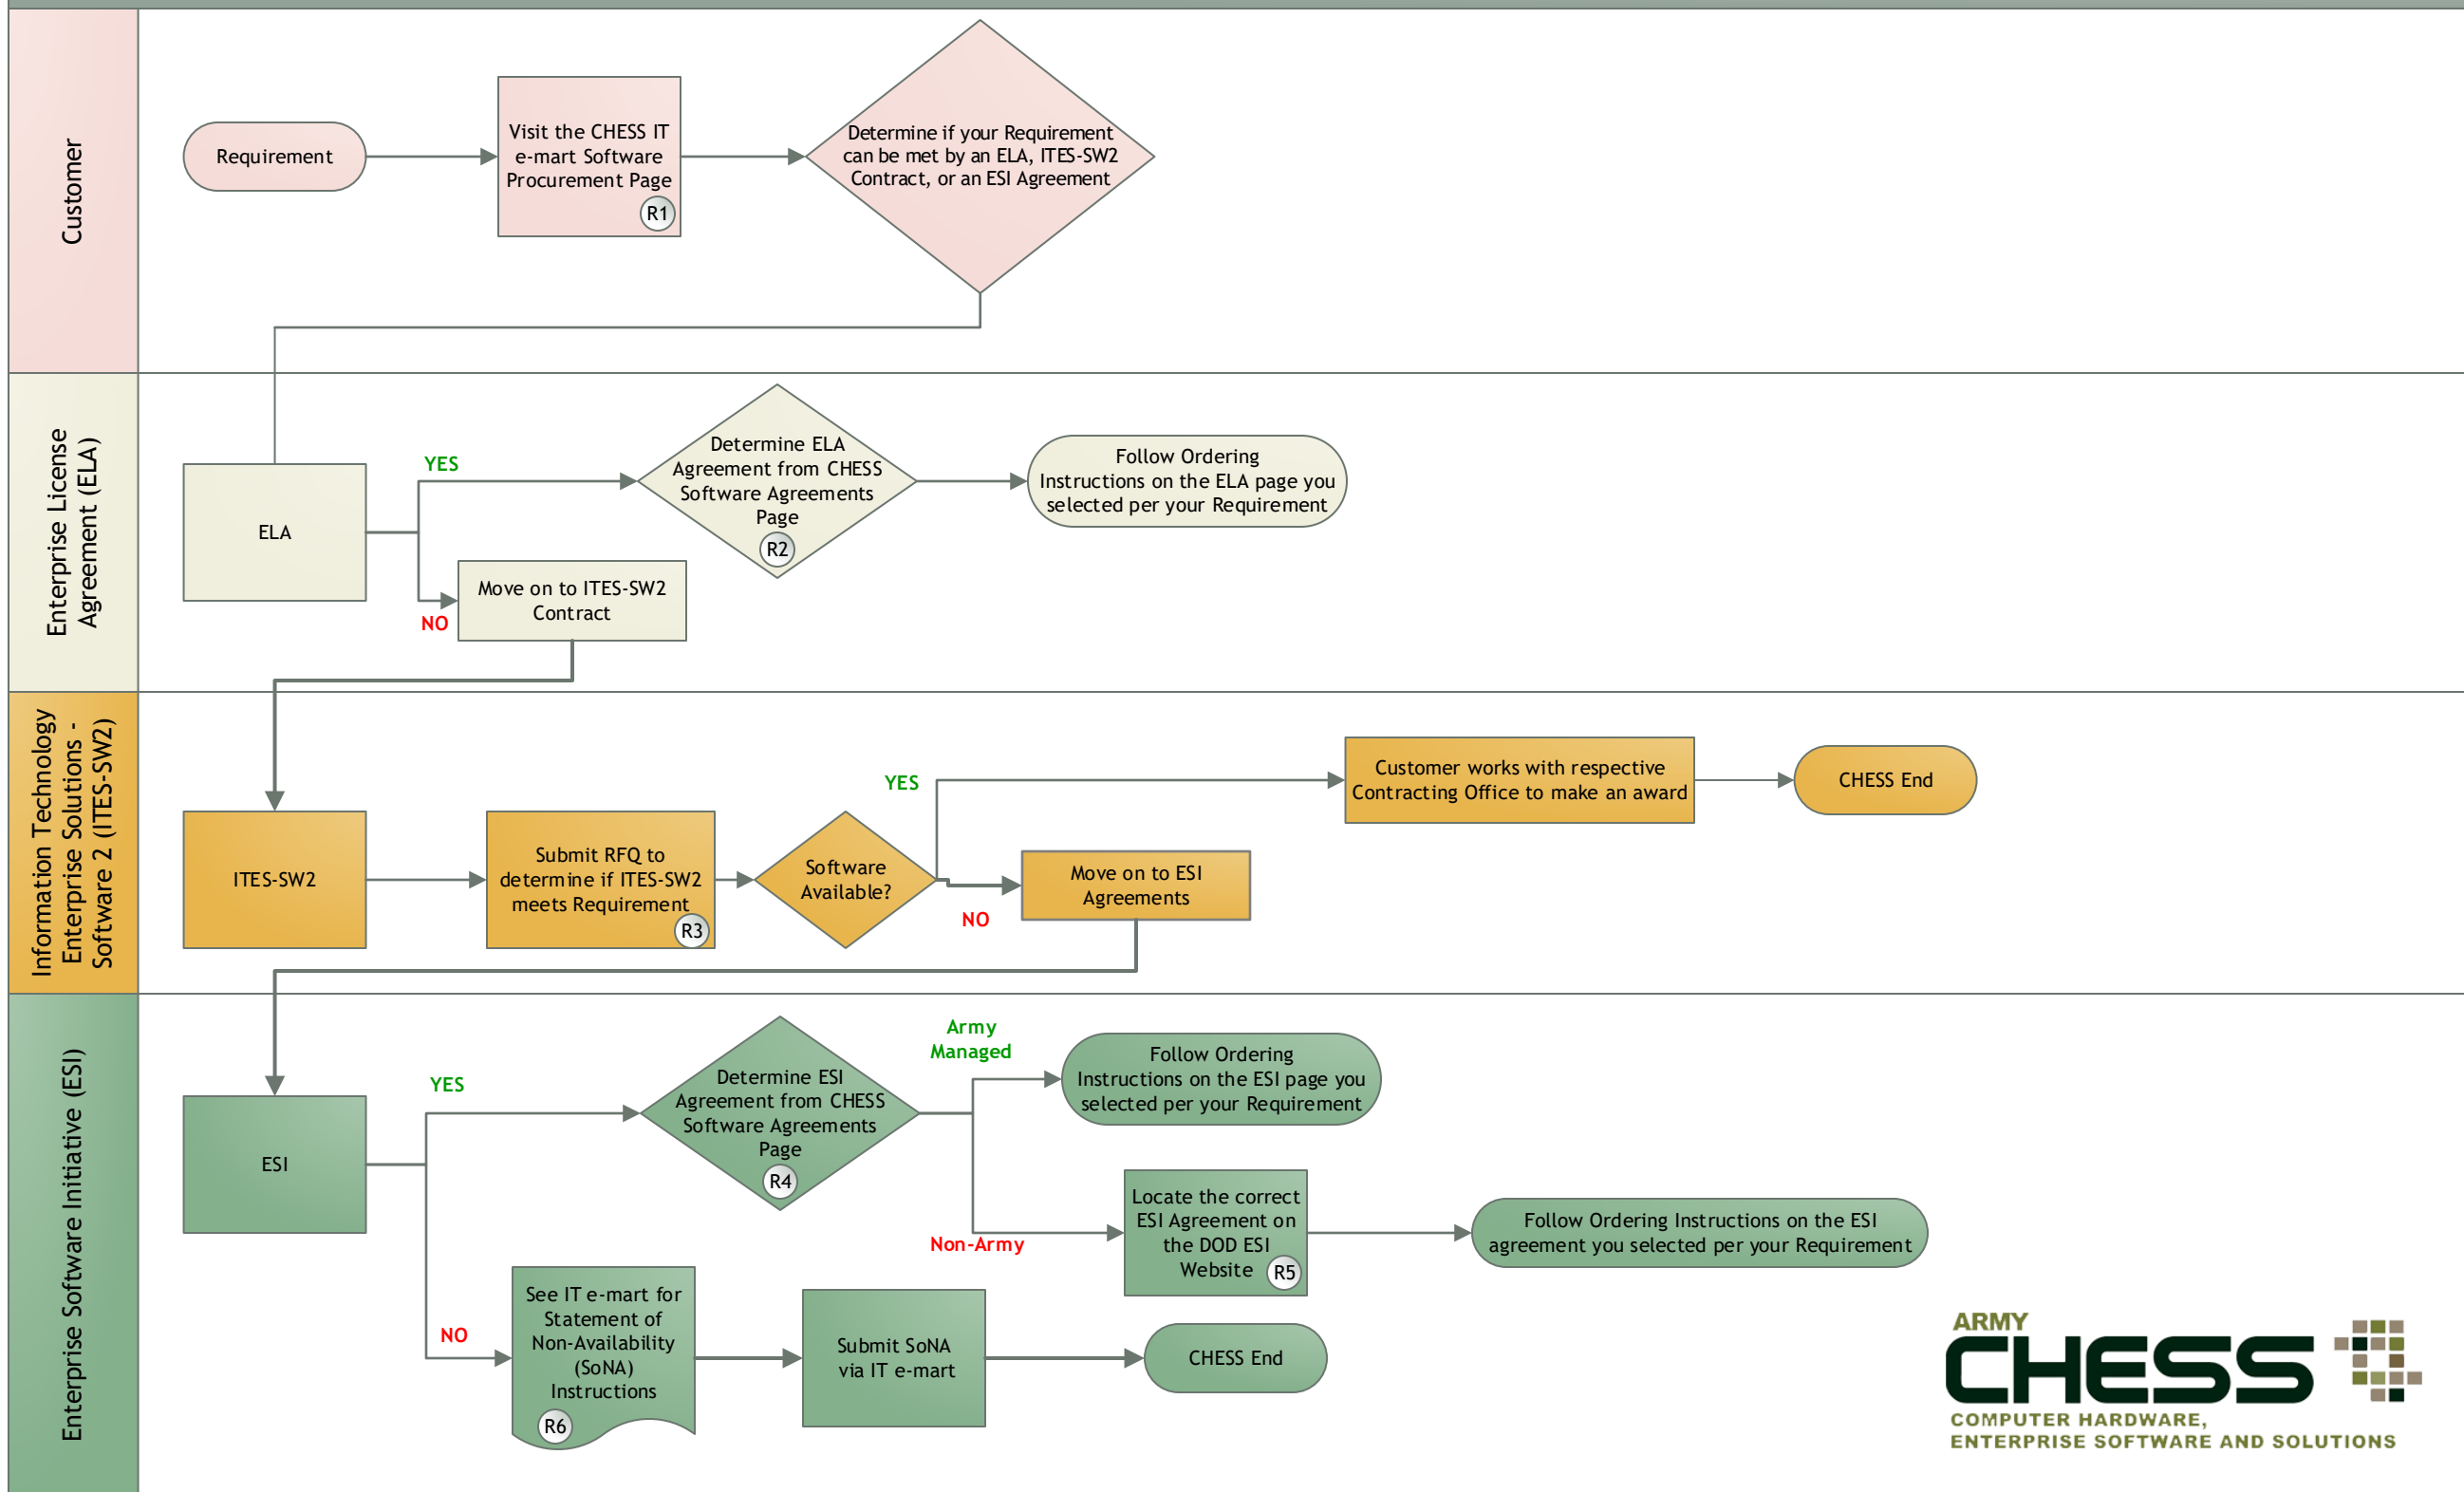 Customer
Requirement
Visit the CHESS IT
e-mart Software
Procurement Page
R1
Determine if your Requirement
can be met by an ELA, ITES-SW2
Contract, or an ESI Agreement
Enterprise License
Agreement (ELA)
ELA
YES
NO
Determine ELA
Agreement from CHESS
Software Agreements
Page
R2
Follow Ordering
Instructions on the ELA page you
selected per your Requirement
Move on to ITES-SW2
Contract
Information Technology
Enterprise Solutions -
Software 2 (ITES-SW2)
ITES-SW2
Submit RFQ to
determine if ITES-SW2
meets Requirement
R3
Software
Available?
YES
NO
Customer works with respective
Contracting Office to make an award
CHESS End
Move on to ESI
Agreements
Enterprise Software Initiative (ESI)
ESI
YES
NO
Determine ESI
Agreement from CHESS
Software Agreements
Page
R4
Army
Managed
Follow Ordering
Instructions on the ESI page you
selected per your Requirement
Non-Army
Locate the correct
ESI Agreement on
the DOD ESI
Website
R5
Follow Ordering Instructions on the ESI
agreement you selected per your Requirement
See IT e-mart for
Statement of
Non-Availability
(SoNA)
Instructions
R6
Submit SoNA
via IT e-mart
CHESS End
ARMY
CHESS
COMPUTER HARDWARE,
ENTERPRISE SOFTWARE AND SOLUTIONS